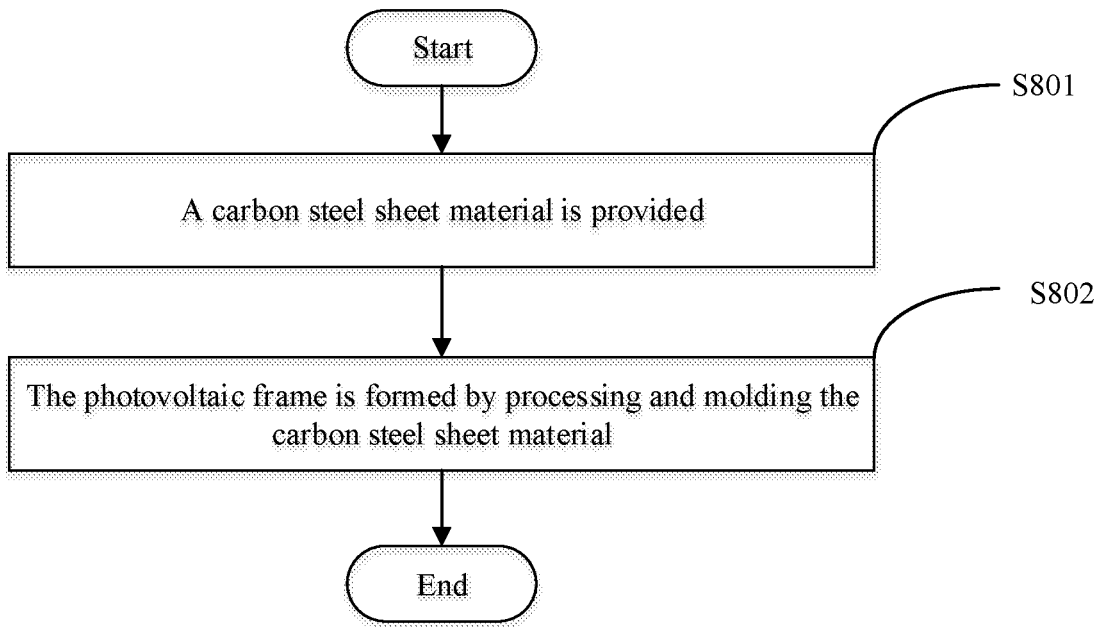 Start
S801
A carbon steel sheet material is provided
S802
The photovoltaic frame is formed by processing and molding the
carbon steel sheet material
End